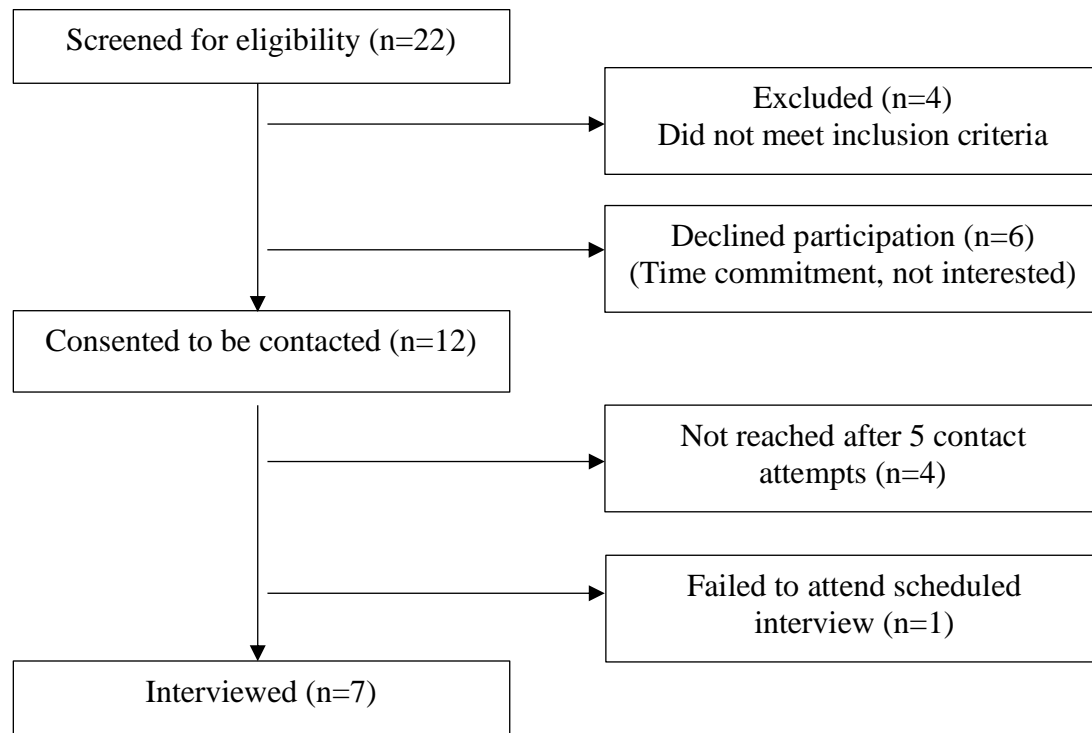 Screened for eligibility (n=22)
Excluded (n=4)
Did not meet inclusion criteria
Declined participation (n=6)
(Time commitment, not interested)
Consented to be contacted (n=12)
Not reached after 5 contact
attempts (n=4)
Failed to attend scheduled
interview (n=1)
Interviewed (n=7)